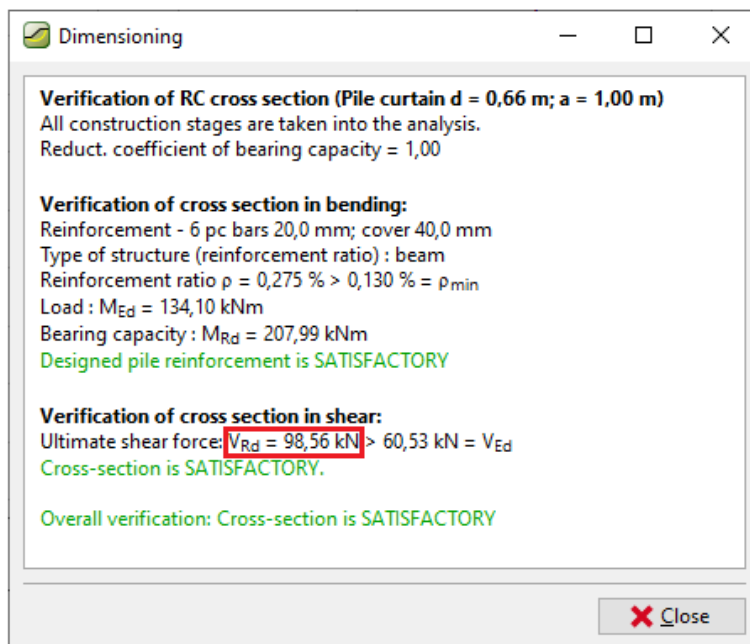 Dimensioning
Verification of RC cross section (Pile curtain d = 0,66 m; a = 1,00 m)
All construction stages are taken into the analysis.
Reduct. coefficient of bearing capacity = 1,00
Verification of cross section in bending:
Reinforcement - 6 pc bars 20,0 mm; cover 40,0 mm
Type of structure (reinforcement ratio) : beam
Reinforcement ratio ρ = 0,275 % > 0,130 % = ρmin
Load : MEd = 134,10 kNm
Bearing capacity : MRd = 207,99 kNm
Designed pile reinforcement is SATISFACTORY
Verification of cross section in shear:
Ultimate shear force: VRd = 98,56 kN > 60,53 kN = VEd
Cross-section is SATISFACTORY.
Overall verification: Cross-section is SATISFACTORY
Close